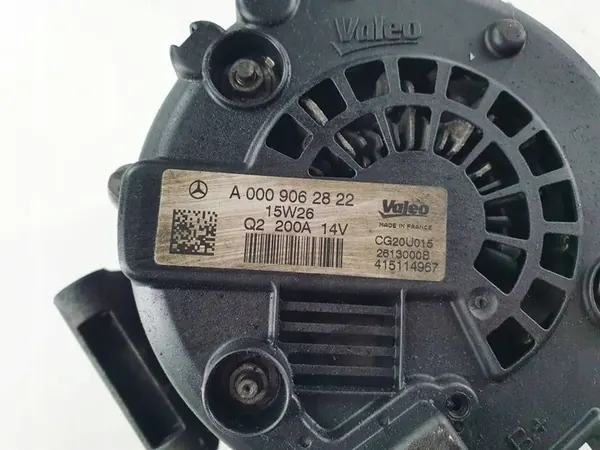 Valeo
A 000 906 28 22
15W26
Q2 200A 14V
Valeo
MADE IN FRANCE
CG20U015
2613000B
415114967
B+